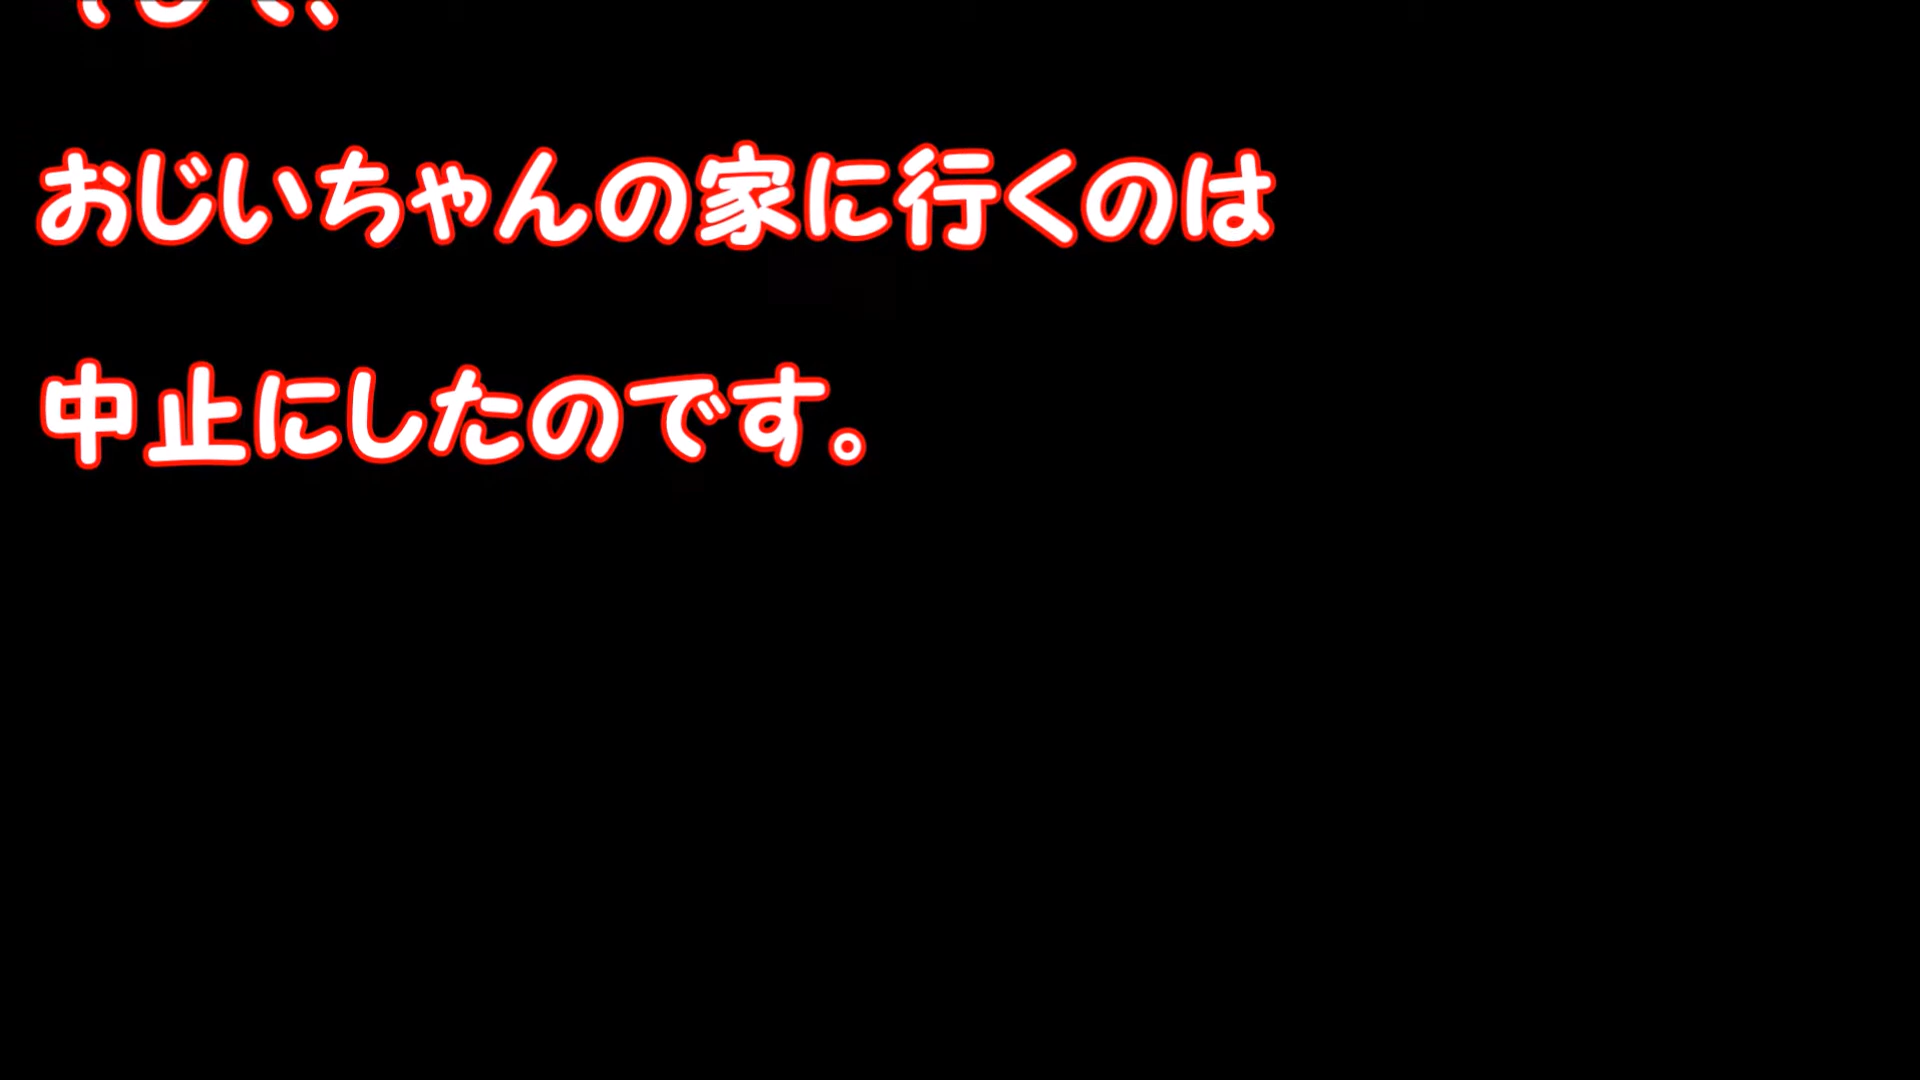 おじいちゃんの家に行くのは
中止にしたのです。